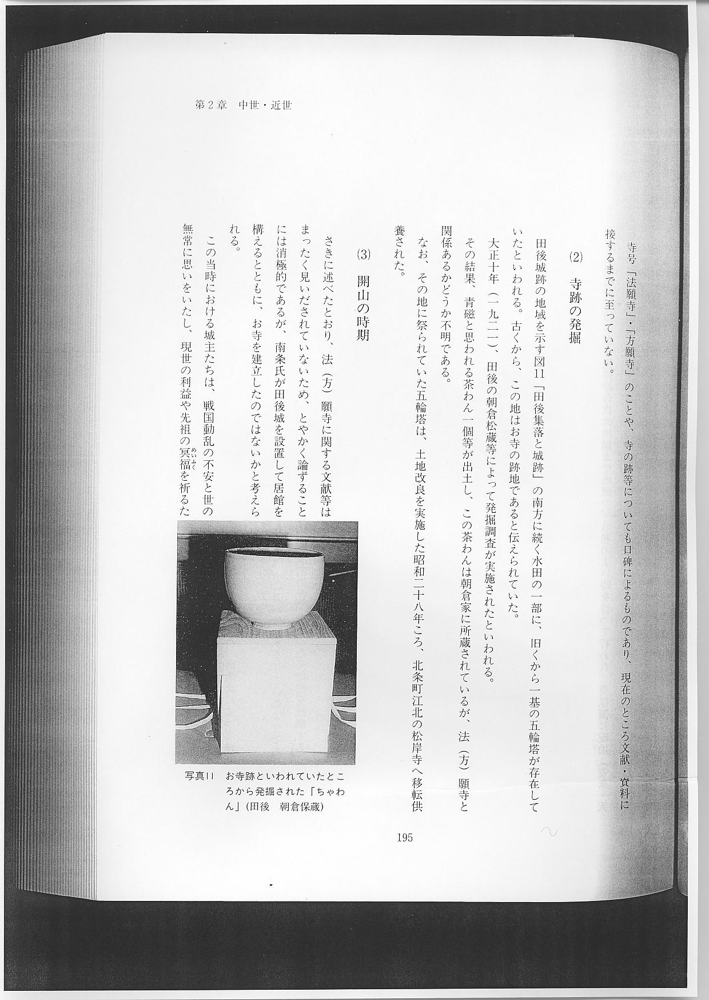 第2章　中世・近世
寺号「法願寺」・「方願寺」のことや、寺の跡等についても口碑によるものであり、現在のところ文献・資料に
接するまでに至っていない。
(2)　寺跡の発掘
田後城跡の地域を示す図11「田後集落と城跡」の南方に続く水田の一部に、旧くから一基の五輪塔が存在して
いたといわれる。古くから、この地はお寺の跡地であると伝えられていた。
大正十年（一九二一）、田後の朝倉松蔵等によって発掘調査が実施されたといわれる。
その結果、青磁と思われる茶わん一個等が出土し、この茶わんは朝倉家に所蔵されているが、法（方）願寺と
関係あるかどうか不明である。
なお、その地に祭られていた五輪塔は、土地改良を実施した昭和二十八年ころ、北条町江北の松岸寺へ移転供
養された。
(3)　開山の時期
さきに述べたとおり、法（方）願寺に関する文献等は
まったく見いだされていないため、とやかく論ずること
には消極的であるが、南条氏が田後城を設置して居館を
構えるとともに、お寺を建立したのではないかと考えら
れる。
この当時における城主たちは、戦国動乱の不安と世の
無常に思いをいたし、現世の利益や先祖の冥福を祈るた
めいふく
写真11　お寺跡といわれていたとこ
ろから発掘された「ちゃわ
ん」(田後　朝倉保蔵)
195